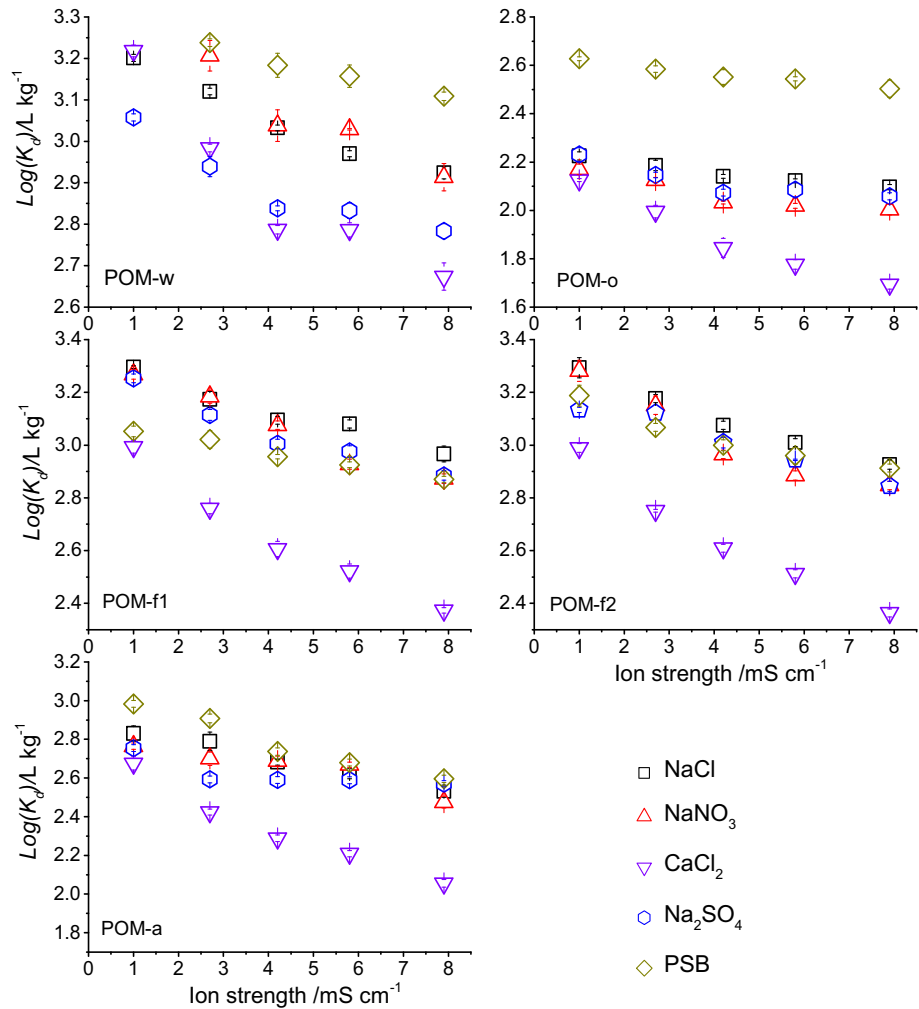 3.3
3.2
3.1
3.0
2.9
2.8
2.7
2.6
Log(K_d)/L kg⁻¹
POM-w
0 1 2 3 4 5 6 7 8
2.8
2.6
2.4
2.2
2.0
1.8
1.6
POM-o
0 1 2 3 4 5 6 7 8
3.4
3.2
3.0
2.8
2.6
2.4
Log(K_d)/L kg⁻¹
POM-f1
0 1 2 3 4 5 6 7 8
3.4
3.2
3.0
2.8
2.6
2.4
POM-f2
0 1 2 3 4 5 6 7 8
Ion strength /mS cm⁻¹
3.2
3.0
2.8
2.6
2.4
2.2
2.0
1.8
Log(K_d)/L kg⁻¹
POM-a
0 1 2 3 4 5 6 7 8
Ion strength /mS cm⁻¹
NaCl
NaNO₃
CaCl₂
Na₂SO₄
PSB